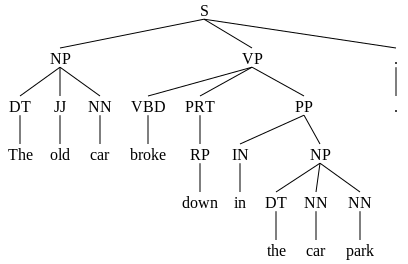 S
NP VP .
DT JJ NN VBD PRT PP .
The old car broke RP IN NP
down in DT NN NN
the car park